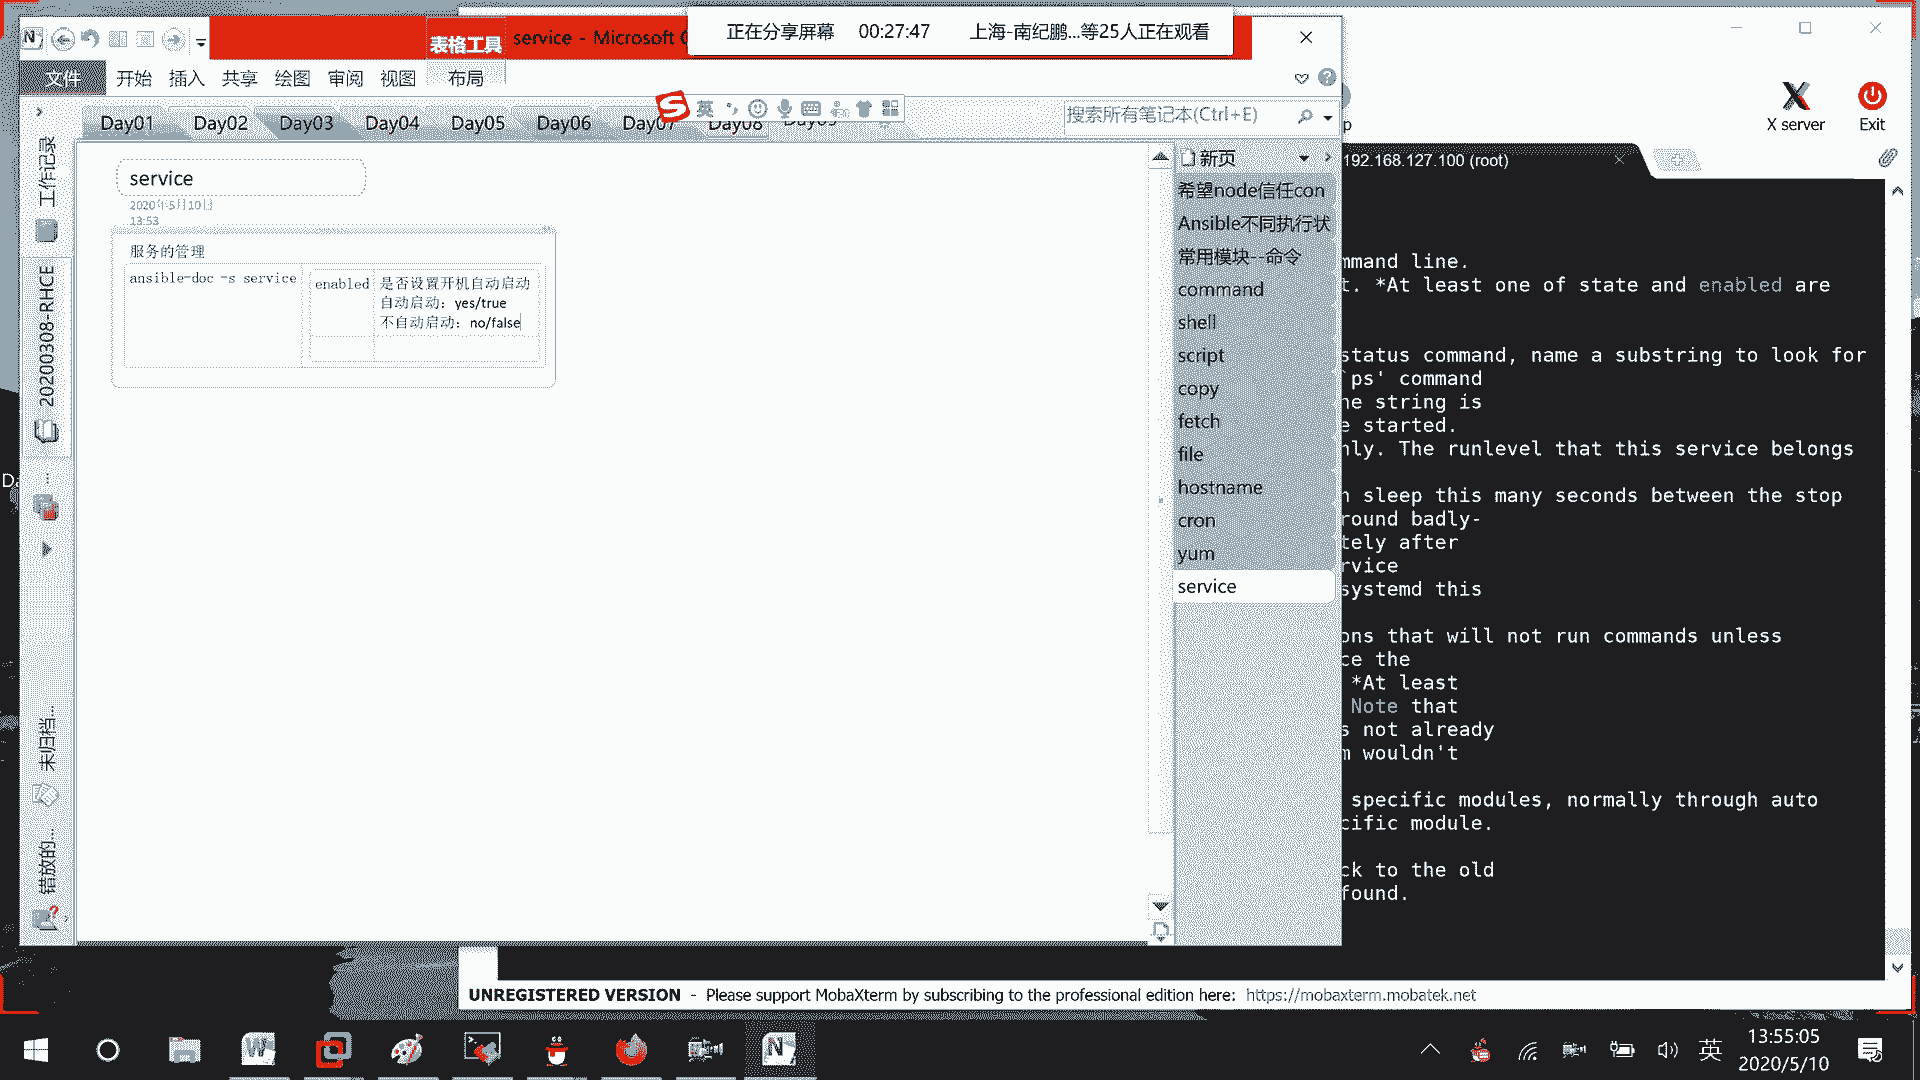 正在分享屏幕 00:27:47 上海-南纪鹏...等25人正在观看
表格工具 service - Microsoft
文件 开始 插入 共享 绘图 审阅 视图 布局
英
搜索所有笔记本(Ctrl+E)
X server Exit
Day01 Day02 Day03 Day04 Day05 Day06 Day07 Day08 Day09
工作记录
20200308-RHCE
未归档...
错放的...
service
2020年5月10日
13:53
服务的管理
ansible-doc -s service
enabled 是否设置开机自动启动
自动启动：yes/true
不自动启动：no/false
新页
希望node信任con
Ansible不同执行状
常用模块--命令
command
shell
script
copy
fetch
file
hostname
cron
yum
service
192.168.127.100 (root)
mmand line.
t. *At least one of state and enabled are
status command, name a substring to look for
`ps' command
he string is
e started.
nly. The runlevel that this service belongs
n sleep this many seconds between the stop
round badly-
tely after
rvice
systemd this
ons that will not run commands unless
ce the
*At least
Note that
s not already
m wouldn't
specific modules, normally through auto
cific module.
ck to the old
found.
UNREGISTERED VERSION - Please support MobaXterm by subscribing to the professional edition here: https://mobaxterm.mobatek.net
英
13:55:05
2020/5/10